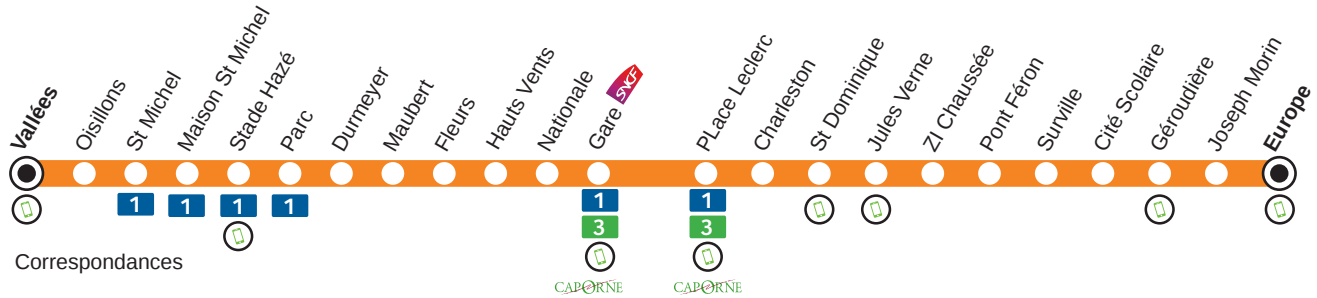 Vallées
Oisillons
St Michel
Maison St Michel
Stade Hazé
Parc
Durmeyer
Maubert
Fleurs
Hauts Vents
Nationale
Gare
SNCF
PLace Leclerc
Charleston
St Dominique
Jules Verne
ZI Chaussée
Pont Féron
Surville
Cité Scolaire
Géroudière
Joseph Morin
Europe
1
1
1
1
1
3
1
3
Correspondances
CAPORNE
CAPORNE